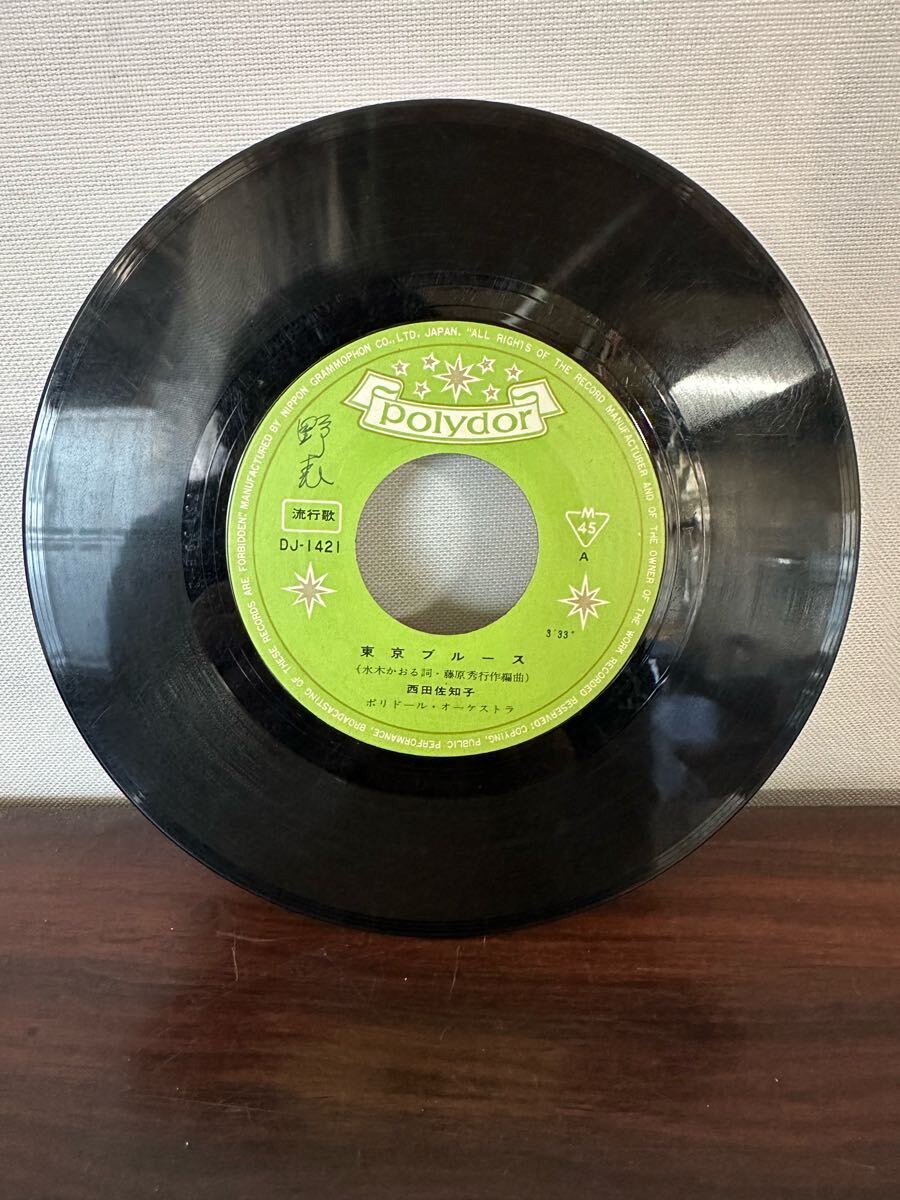 MANUFACTURED BY NIPPON GRAMMOPHON CO., LTD. JAPAN. "ALL RIGHTS OF THE RECORD MANUFACTURER AND OF THE OWNER OF THE WORK RECORDED RESERVED! COPYING, PUBLIC PERFORMANCE, BROADCASTING OF THESE RECORDS ARE FORBIDDEN."
polydor
野
流行歌
DJ-1421
M
45
A
3'33"
東京ブルース
(水木かおる詞・藤原秀行作編曲)
西田佐知子
ポリドール・オーケストラ